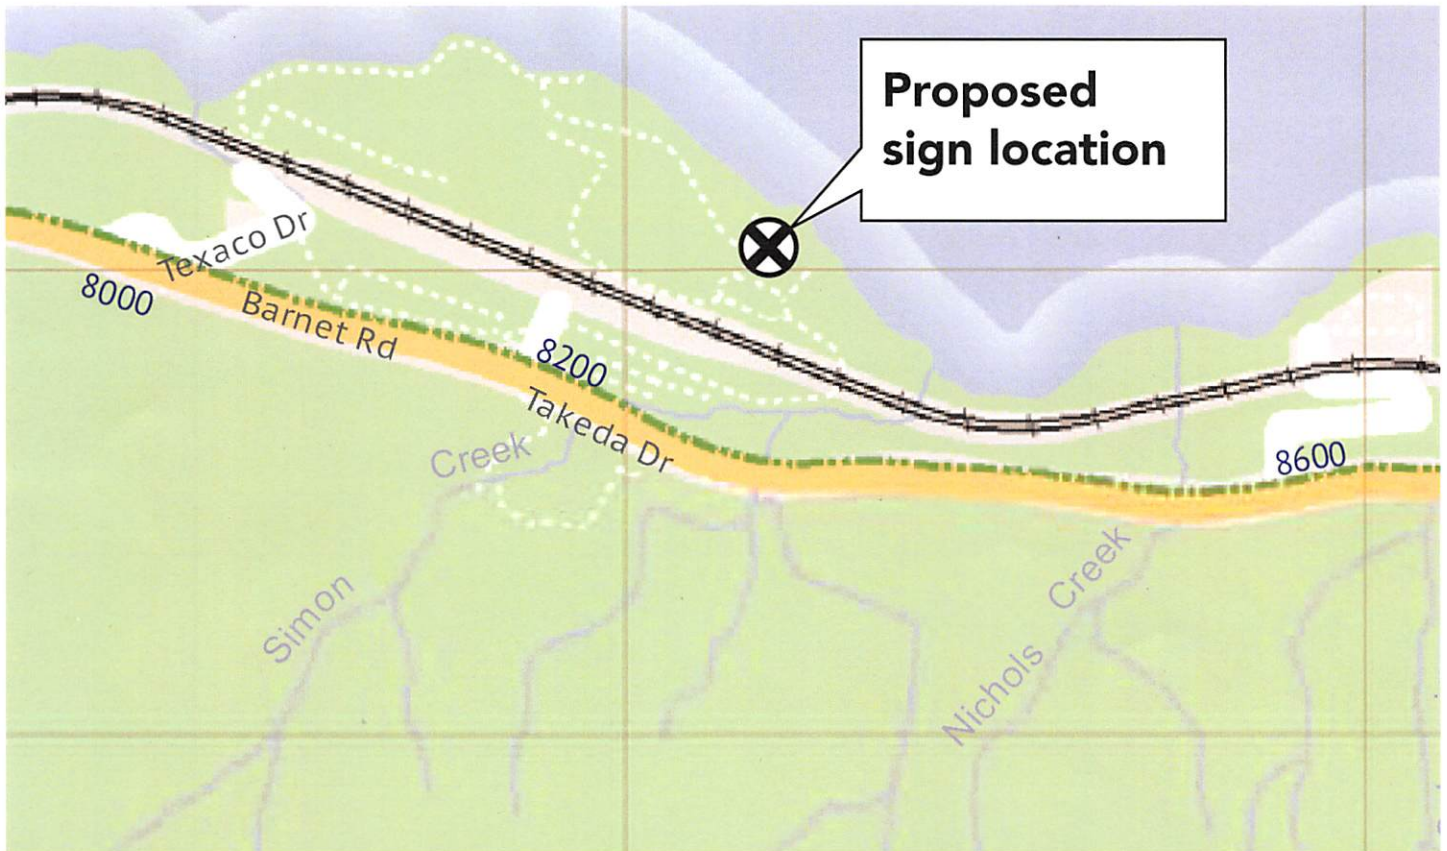 Proposed
sign location
Texaco Dr
8000
Barnet Rd
8200
Takeda Dr
Creek
8600
Simon
Creek
Nichols